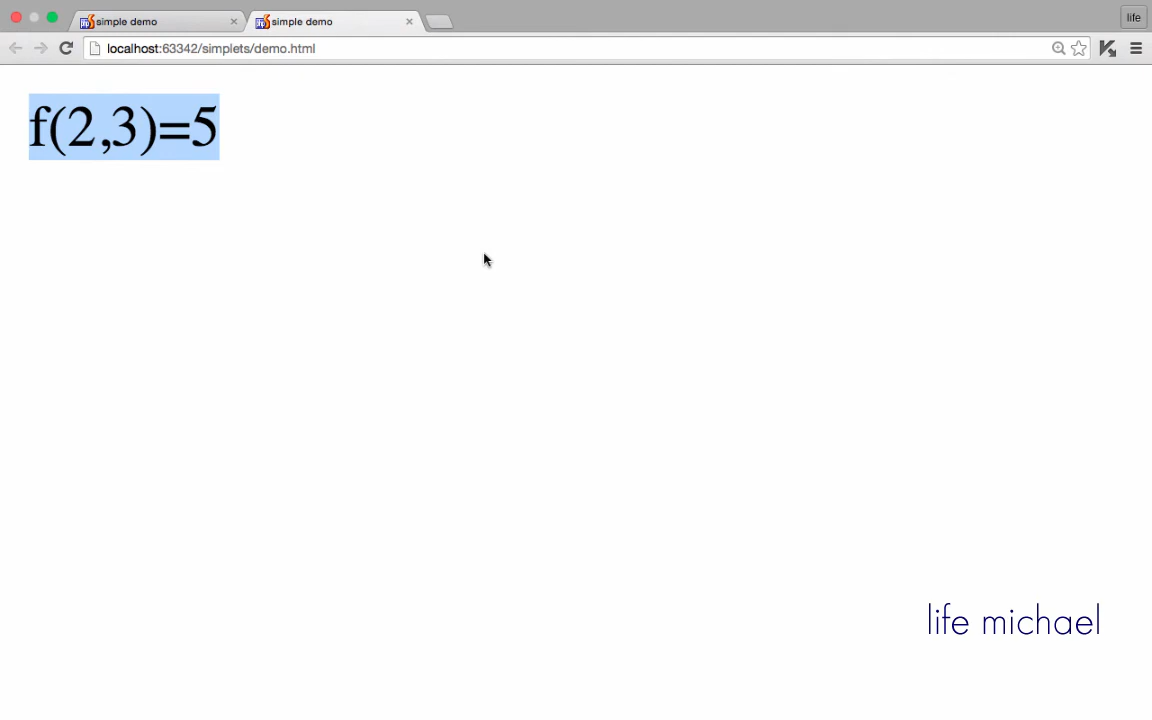 simple demo
simple demo
life
localhost:63342/simplets/demo.html
f(2,3)=5
life michael